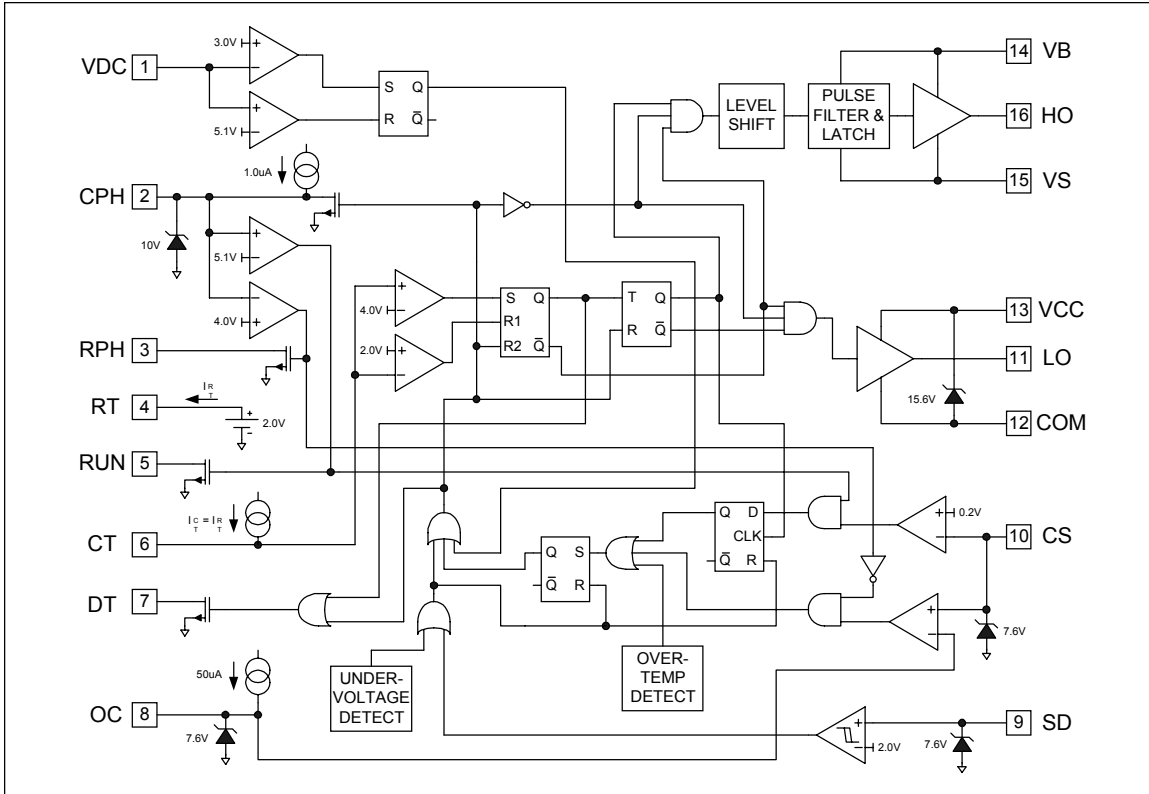 VDC 1
3.0V
5.1V
S Q
R Q
LEVEL
SHIFT
PULSE
FILTER &
LATCH
14 VB
16 HO
15 VS
CPH 2
1.0uA
10V
5.1V
4.0V
4.0V
2.0V
S Q
R1
R2 Q
T Q
R Q
13 VCC
11 LO
15.6V
12 COM
RPH 3
RT 4
I R T
2.0V
RUN 5
I C T = I R T
CT 6
DT 7
Q S
Q R
Q D
CLK
Q R
0.2V
10 CS
7.6V
UNDER-
VOLTAGE
DETECT
OVER-
TEMP
DETECT
50uA
OC 8
7.6V
2.0V
7.6V
9 SD